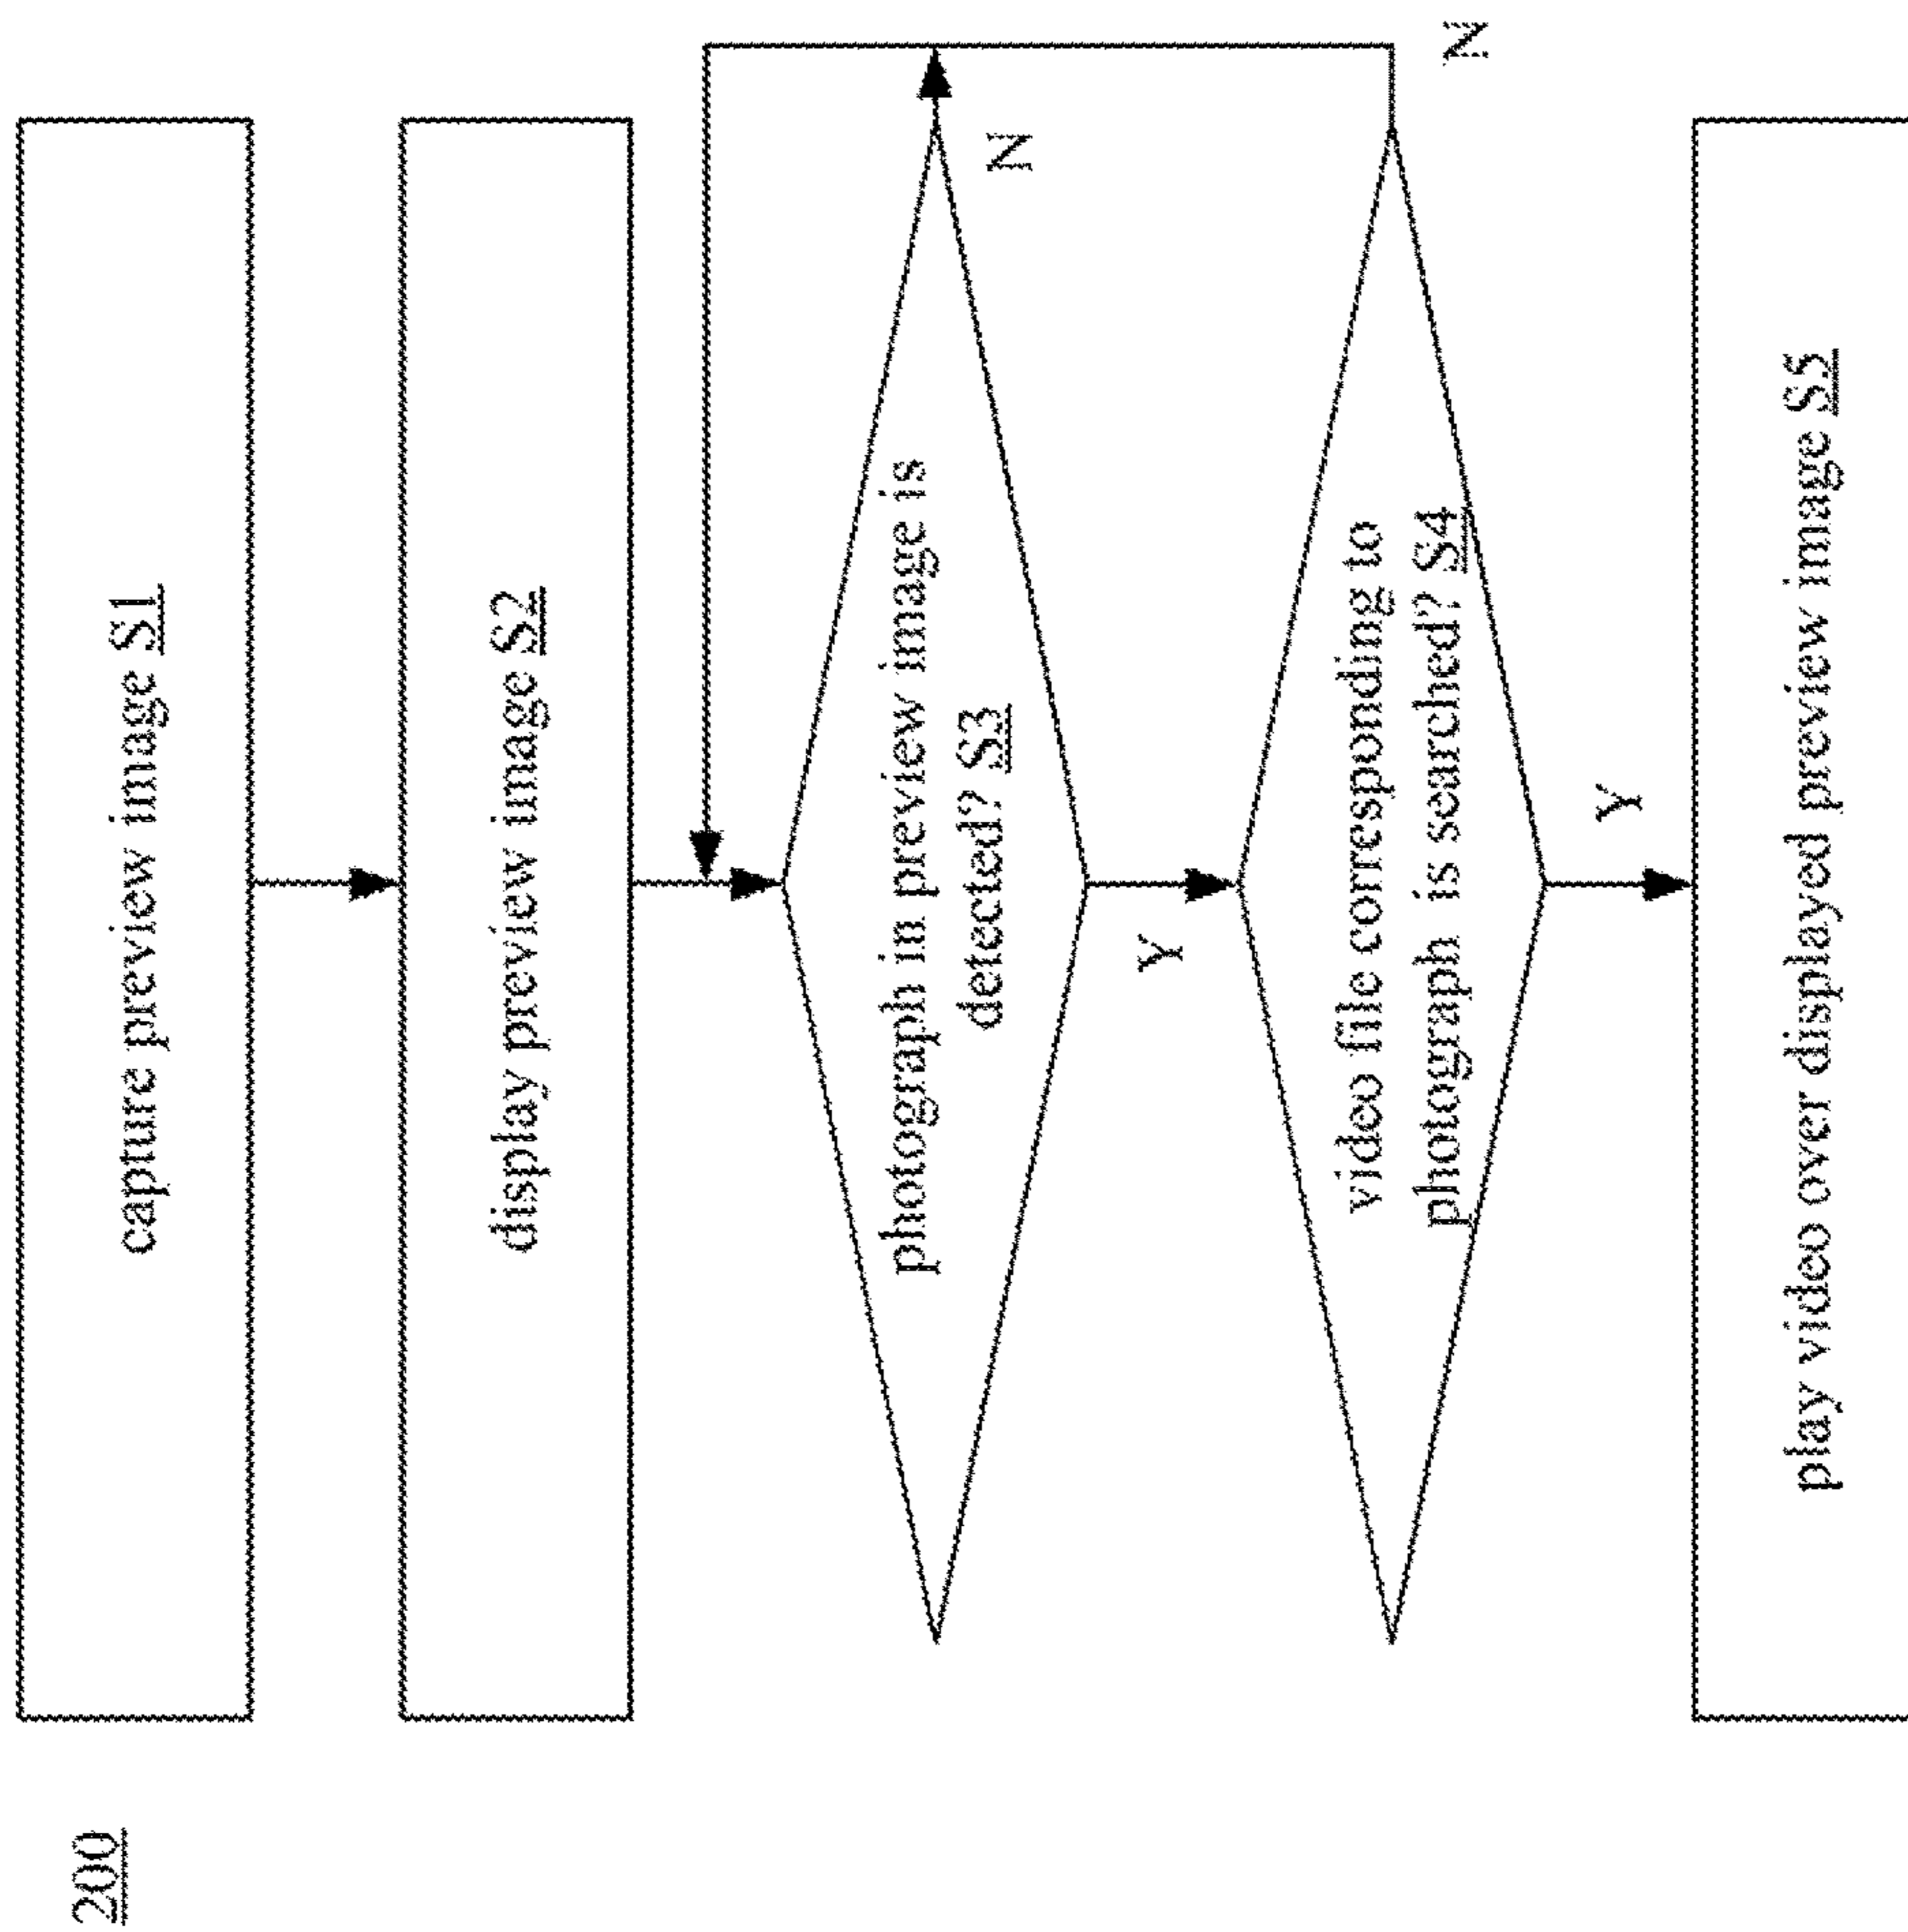 200
capture preview image S1
display preview image S2
photograph in preview image is
detected? S3
N
Y
video file corresponding to
photograph is searched? S4
N
Y
play video over displayed preview image S5